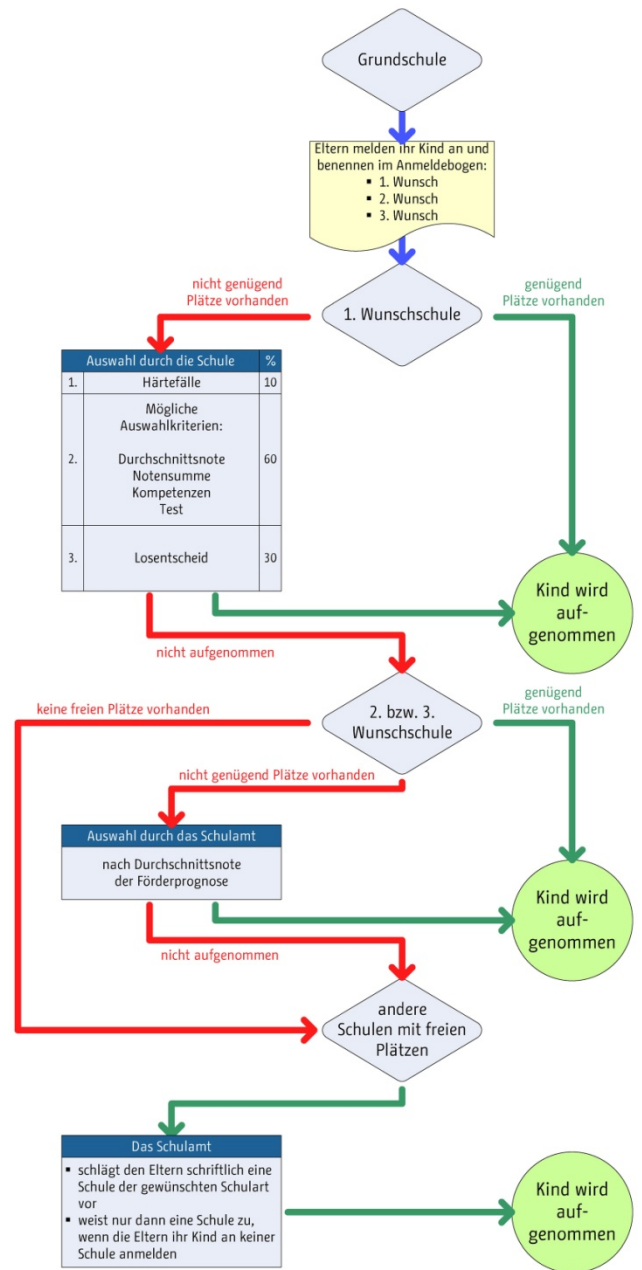 Grundschule
Eltern melden ihr Kind an und
benennen im Anmeldebogen:
▪ 1. Wunsch
▪ 2. Wunsch
▪ 3. Wunsch
nicht genügend
Plätze vorhanden
1. Wunschschule
genügend
Plätze vorhanden
Auswahl durch die Schule %
1. Härtefälle 10
Mögliche
Auswahlkriterien:
2. Durchschnittsnote 60
Notensumme
Kompetenzen
Test
3. Losentscheid 30
Kind wird
auf-
genommen
nicht aufgenommen
keine freien Plätze vorhanden
2. bzw. 3.
Wunschschule
genügend
Plätze vorhanden
nicht genügend Plätze vorhanden
Auswahl durch das Schulamt
nach Durchschnittsnote
der Förderprognose
Kind wird
auf-
genommen
nicht aufgenommen
andere
Schulen mit freien
Plätzen
Das Schulamt
▪ schlägt den Eltern schriftlich eine
Schule der gewünschten Schulart
vor
▪ weist nur dann eine Schule zu,
wenn die Eltern ihr Kind an keiner
Schule anmelden
Kind wird
auf-
genommen